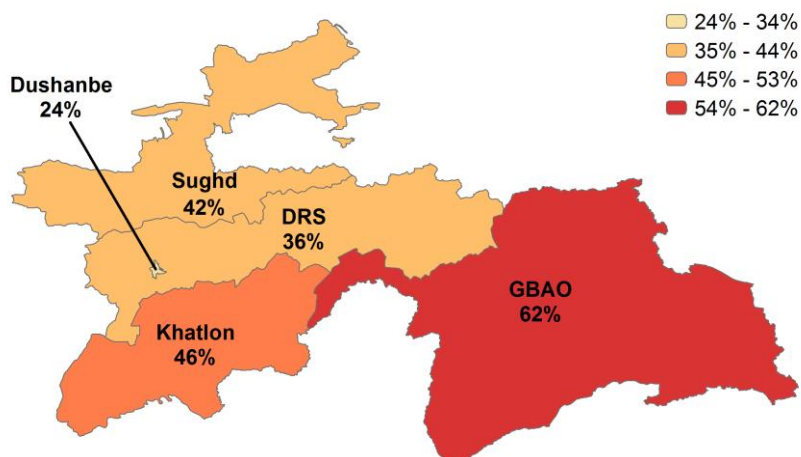 24% - 34%
35% - 44%
45% - 53%
54% - 62%
Dushanbe
24%
Sughd
42%
DRS
36%
GBAO
62%
Khatlon
46%